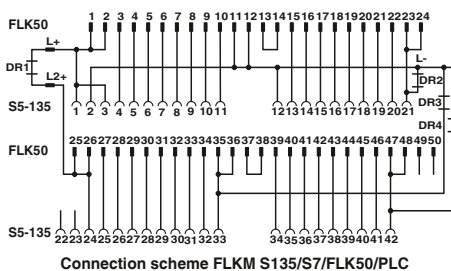 FLK50 1 2 3 4 5 6 7 8 9 10 11 12 13 14 15 16 17 18 19 20 21 22 23 24
L+
L-
DR1
DR2
L2+
DR3
S5-135 1 2 3 4 5 6 7 8 9 10 11 12 13 14 15 16 17 18 19 20 21
DR4
FLK50 25 26 27 28 29 30 31 32 33 34 35 36 37 38 39 40 41 42 43 44 45 46 47 48 49 50
S5-135 22 23 24 25 26 27 28 29 30 31 32 33 34 35 36 37 38 39 40 41 42
Connection scheme FLKM S135/S7/FLK50/PLC